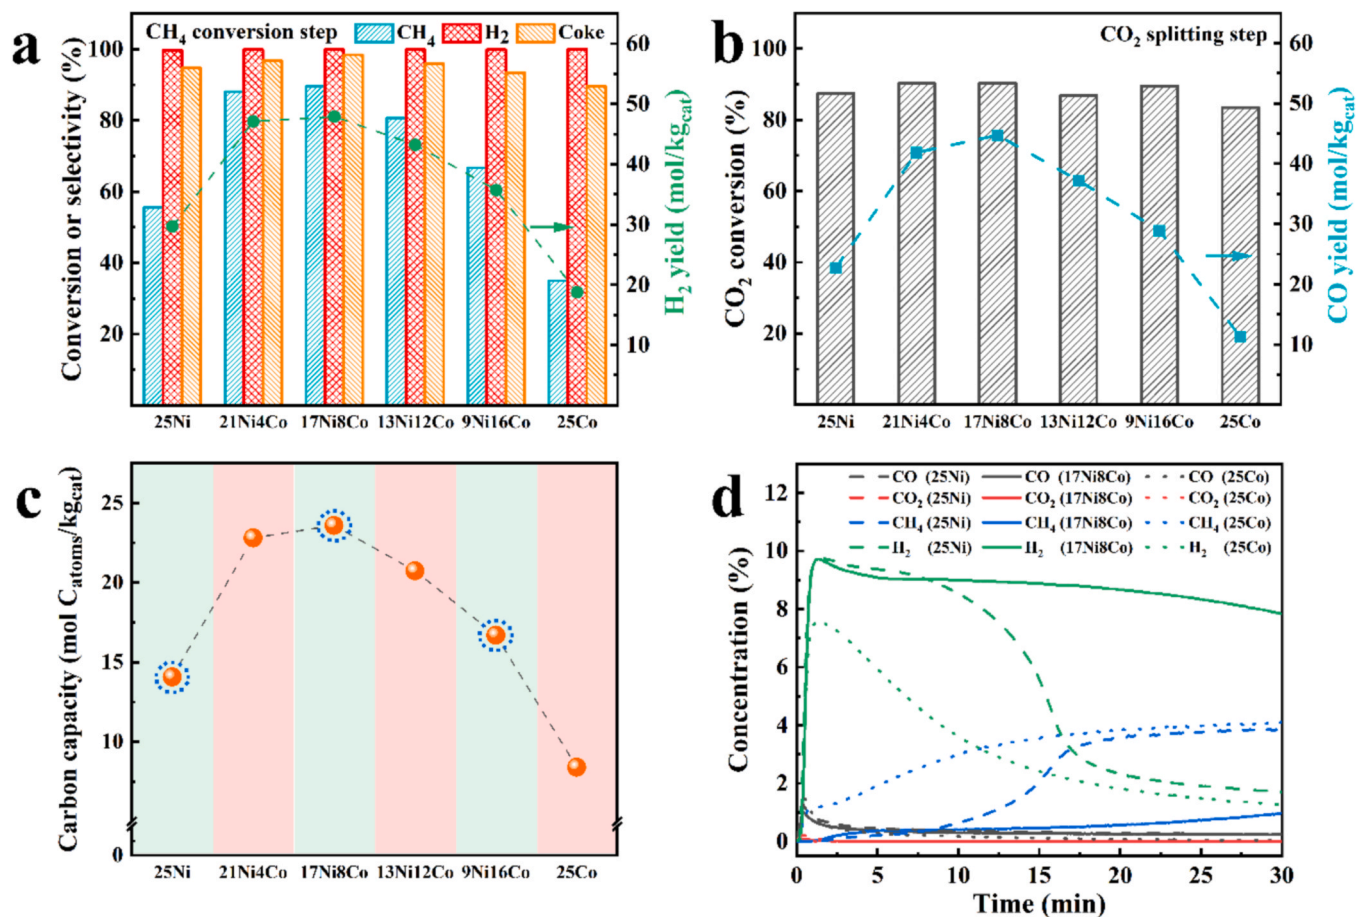 a
CH4 conversion step
CH4
H2
Coke
Conversion or selectivity (%)
100
80
60
40
20
60
50
40
30
20
10
H2 yield (mol/kgcat)
25Ni 21Ni4Co 17Ni8Co 13Ni12Co 9Ni16Co 25Co
b
CO2 splitting step
CO2 conversion (%)
100
80
60
40
20
60
50
40
30
20
10
CO yield (mol/kgcat)
25Ni 21Ni4Co 17Ni8Co 13Ni12Co 9Ni16Co 25Co
c
Carbon capacity (mol Catoms/kgcat)
25
20
15
10
0
25Ni 21Ni4Co 17Ni8Co 13Ni12Co 9Ni16Co 25Co
d
CO (25Ni) CO (17Ni8Co) CO (25Co)
CO2 (25Ni) CO2 (17Ni8Co) CO2 (25Co)
CH4 (25Ni) CH4 (17Ni8Co) CH4 (25Co)
H2 (25Ni) H2 (17Ni8Co) H2 (25Co)
Concentration (%)
12
10
8
6
4
2
0
0 5 10 15 20 25 30
Time (min)